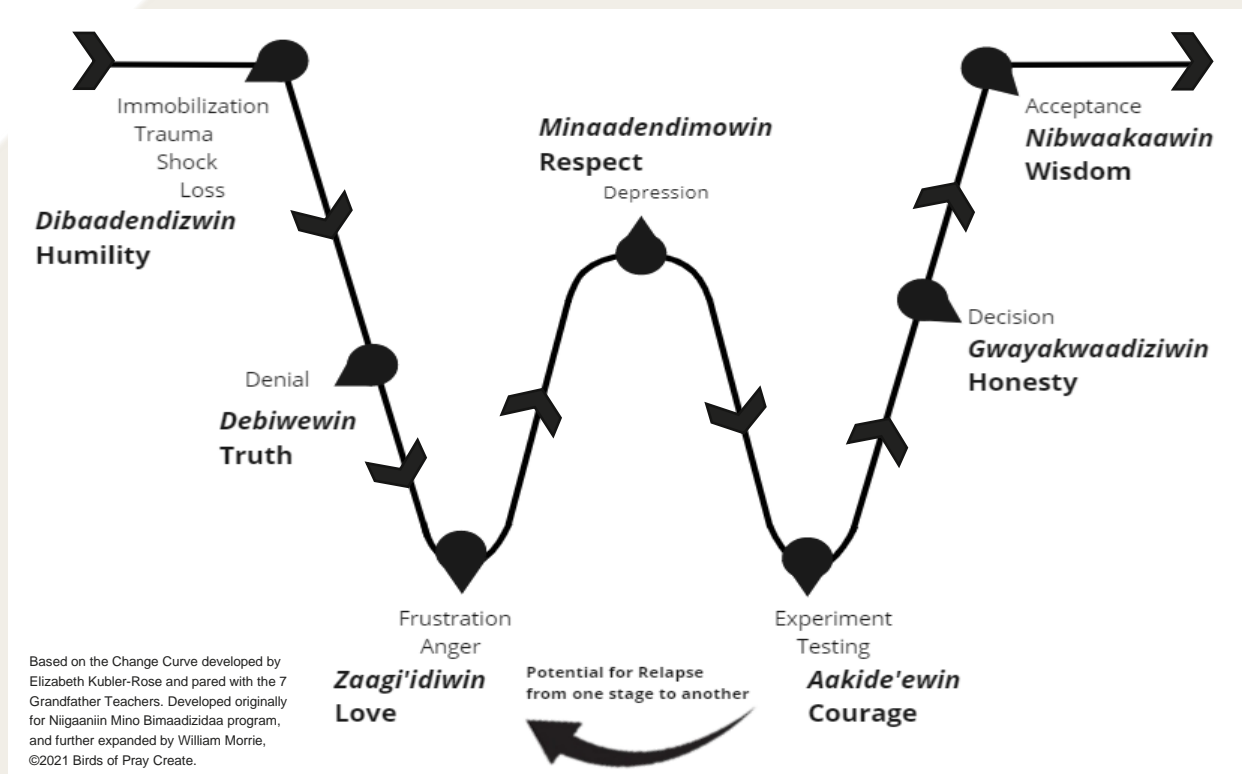 Immobilization
Trauma
Shock
Loss
Dibaadendizwin
Humility
Denial
Debiwewin
Truth
Frustration
Anger
Zaagi'idiwin
Love
Minaadendimowin
Respect
Depression
Experiment
Testing
Aakide'ewin
Courage
Potential for Relapse
from one stage to another
Decision
Gwayakwaadiziwin
Honesty
Acceptance
Nibwaakaawin
Wisdom
Based on the Change Curve developed by
Elizabeth Kubler-Rose and pared with the 7
Grandfather Teachers. Developed originally
for Niigaaniin Mino Bimaadizidaa program,
and further expanded by William Morrie,
©2021 Birds of Pray Create.